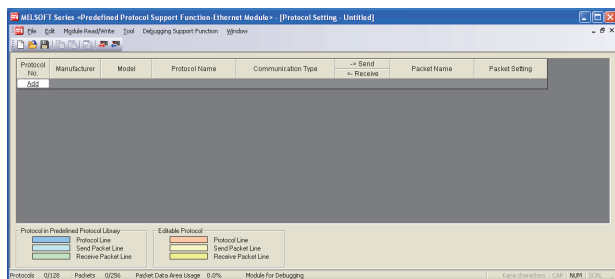 MELSOFT Series <Predefined Protocol Support Function-Ethernet Module> - [Protocol Setting - Untitled]
File Edit Module Read/Write Tool Debugging Support Function Window
Protocol No. Manufacturer Model Protocol Name Communication Type -> Send <- Receive Packet Name Packet Setting
Add
Protocol in Predefined Protocol Library Editable Protocol
Protocol Line Protocol Line
Send Packet Line Send Packet Line
Receive Packet Line Receive Packet Line
Protocols 0/128 Packets 0/256 Packet Data Area Usage 0.0% Module for Debugging Kana characters CAP NUM SCRL